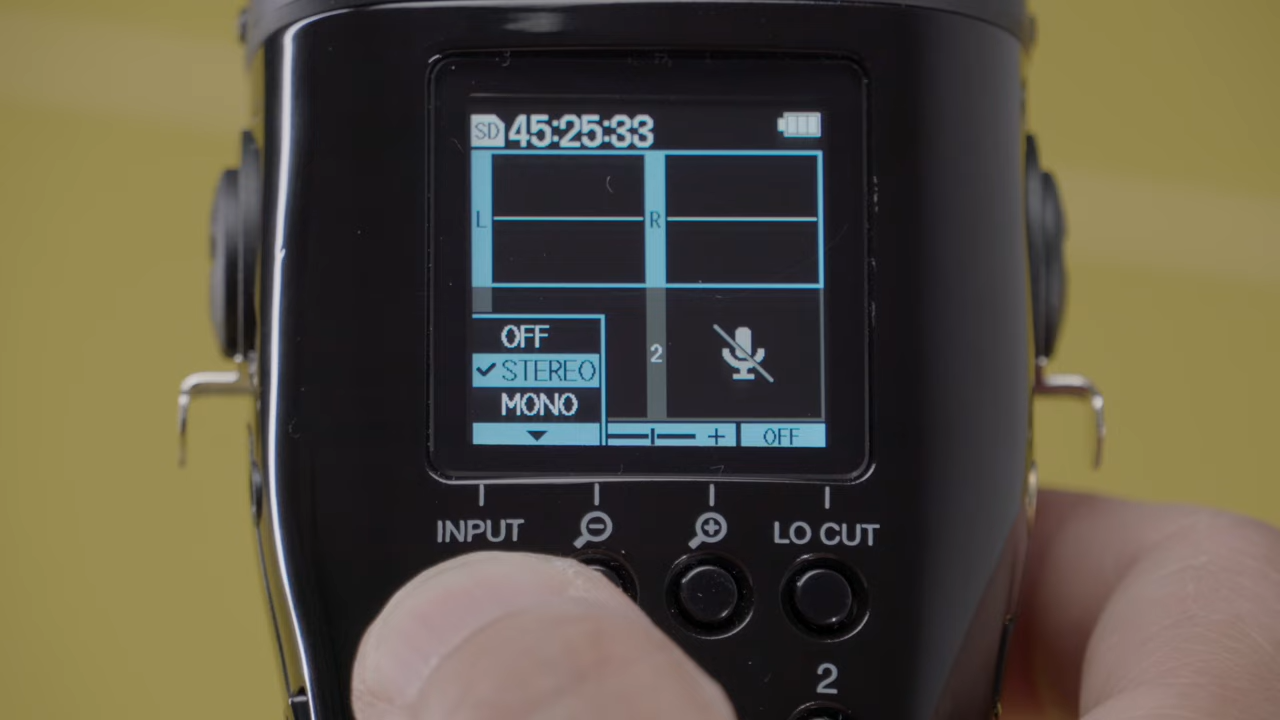 SD 45:25:33
L R
OFF
STEREO
2
MONO
+ OFF
INPUT LO CUT
2